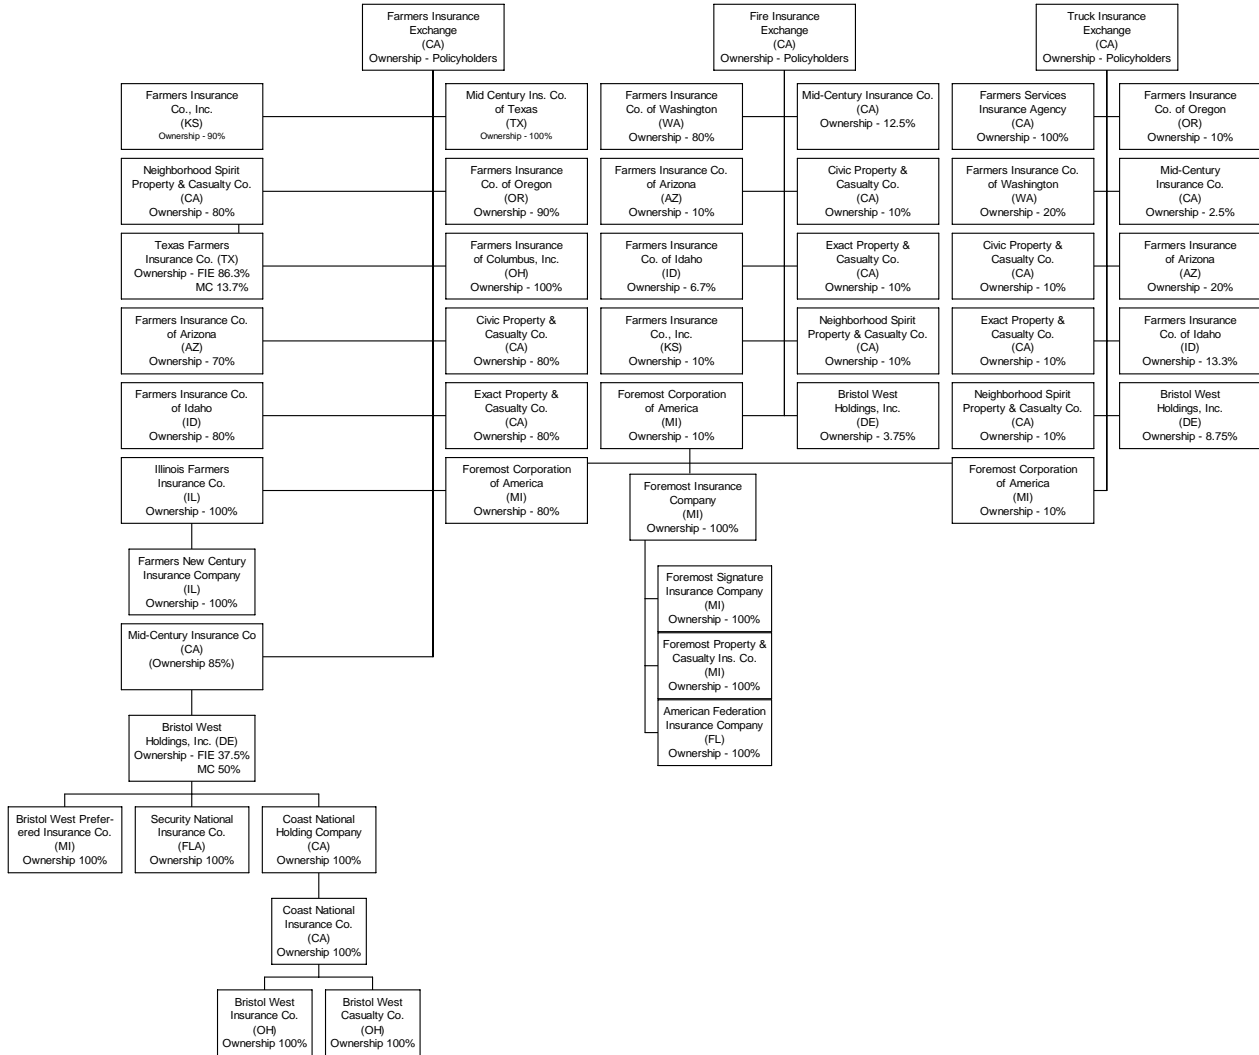 Farmers Insurance
Exchange
(CA)
Ownership - Policyholders
Fire Insurance
Exchange
(CA)
Ownership - Policyholders
Truck Insurance
Exchange
(CA)
Ownership - Policyholders
Farmers Insurance
Co., Inc.
(KS)
Ownership - 90%
Mid Century Ins. Co.
of Texas
(TX)
Ownership - 100%
Farmers Insurance
Co. of Washington
(WA)
Ownership - 80%
Mid-Century Insurance Co.
(CA)
Ownership - 12.5%
Farmers Services
Insurance Agency
(CA)
Ownership - 100%
Farmers Insurance
Co. of Oregon
(OR)
Ownership - 10%
Neighborhood Spirit
Property & Casualty Co.
(CA)
Ownership - 80%
Farmers Insurance
Co. of Oregon
(OR)
Ownership - 90%
Farmers Insurance Co.
of Arizona
(AZ)
Ownership - 10%
Civic Property &
Casualty Co.
(CA)
Ownership - 10%
Farmers Insurance Co.
of Washington
(WA)
Ownership - 20%
Mid-Century
Insurance Co.
(CA)
Ownership - 2.5%
Texas Farmers
Insurance Co. (TX)
Ownership - FIE 86.3%
MC 13.7%
Farmers Insurance
of Columbus, Inc.
(OH)
Ownership - 100%
Farmers Insurance
Co. of Idaho
(ID)
Ownership - 6.7%
Exact Property &
Casualty Co.
(CA)
Ownership - 10%
Civic Property &
Casualty Co.
(CA)
Ownership - 10%
Farmers Insurance
of Arizona
(AZ)
Ownership - 20%
Farmers Insurance Co.
of Arizona
(AZ)
Ownership - 70%
Civic Property &
Casualty Co.
(CA)
Ownership - 80%
Farmers Insurance
Co., Inc.
(KS)
Ownership - 10%
Neighborhood Spirit
Property & Casualty Co.
(CA)
Ownership - 10%
Exact Property &
Casualty Co.
(CA)
Ownership - 10%
Farmers Insurance
Co. of Idaho
(ID)
Ownership - 13.3%
Farmers Insurance Co.
of Idaho
(ID)
Ownership - 80%
Exact Property &
Casualty Co.
(CA)
Ownership - 80%
Foremost Corporation
of America
(MI)
Ownership - 10%
Bristol West
Holdings, Inc.
(DE)
Ownership - 3.75%
Neighborhood Spirit
Property & Casualty Co.
(CA)
Ownership - 10%
Bristol West
Holdings, Inc.
(DE)
Ownership - 8.75%
Illinois Farmers
Insurance Co.
(IL)
Ownership - 100%
Foremost Corporation
of America
(MI)
Ownership - 80%
Foremost Insurance
Company
(MI)
Ownership - 100%
Foremost Corporation
of America
(MI)
Ownership - 10%
Farmers New Century
Insurance Company
(IL)
Ownership - 100%
Foremost Signature
Insurance Company
(MI)
Ownership - 100%
Mid-Century Insurance Co
(CA)
(Ownership 85%)
Foremost Property &
Casualty Ins. Co.
(MI)
Ownership - 100%
American Federation
Insurance Company
(FL)
Ownership - 100%
Bristol West
Holdings, Inc. (DE)
Ownership - FIE 37.5%
MC 50%
Bristol West Prefer-
ered Insurance Co.
(MI)
Ownership 100%
Security National
Insurance Co.
(FLA)
Ownership 100%
Coast National
Holding Company
(CA)
Ownership 100%
Coast National
Insurance Co.
(CA)
Ownership 100%
Bristol West
Insurance Co.
(OH)
Ownership 100%
Bristol West
Casualty Co.
(OH)
Ownership 100%